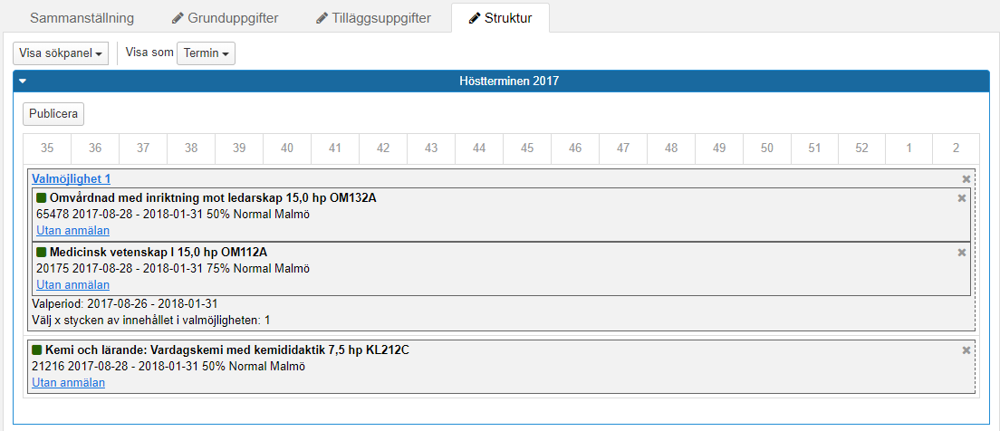 Sammanställning Grunduppgifter Tilläggsuppgifter Struktur
Visa sökpanel Visa som Termin
Höstterminen 2017
Publicera
35 36 37 38 39 40 41 42 43 44 45 46 47 48 49 50 51 52 1 2
Valmöjlighet 1
Omvårdnad med inriktning mot ledarskap 15,0 hp OM132A
65478 2017-08-28 - 2018-01-31 50% Normal Malmö
Utan anmälan
Medicinsk vetenskap I 15,0 hp OM112A
20175 2017-08-28 - 2018-01-31 75% Normal Malmö
Utan anmälan
Valperiod: 2017-08-26 - 2018-01-31
Välj x stycken av innehållet i valmöjligheten: 1
Kemi och lärande: Vardagskemi med kemididaktik 7,5 hp KL212C
21216 2017-08-28 - 2018-01-31 50% Normal Malmö
Utan anmälan